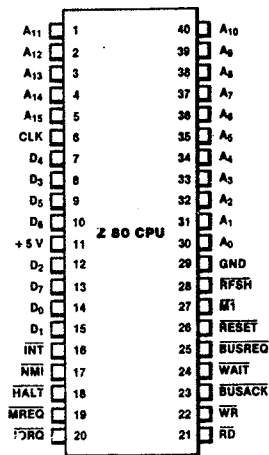 A11 1 40 A10
A12 2 39 A9
A13 3 38 A8
A14 4 37 A7
A15 5 36 A6
CLK 6 35 A5
D4 7 34 A4
D3 8 33 A3
D5 9 32 A2
D6 10 31 A1
Z 80 CPU
+5 V 11 30 A0
D2 12 29 GND
D7 13 28 RFSH
D0 14 27 M1
D1 15 26 RESET
INT 16 25 BUSREQ
NMI 17 24 WAIT
HALT 18 23 BUSACK
MREQ 19 22 WR
IORQ 20 21 RD